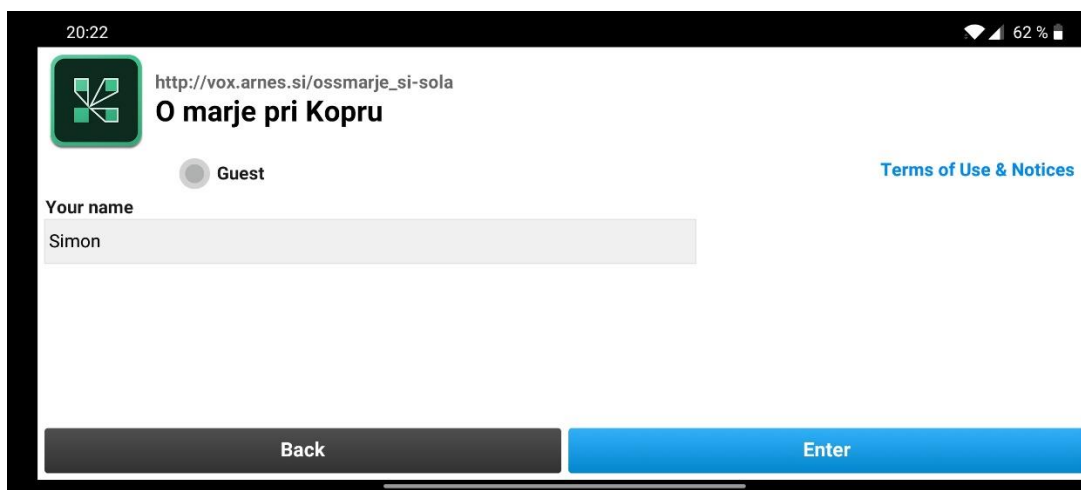 20:22
62 %
http://vox.arnes.si/ossmarje_si-sola
O marje pri Kopru
Guest
Terms of Use & Notices
Your name
Simon
Back
Enter